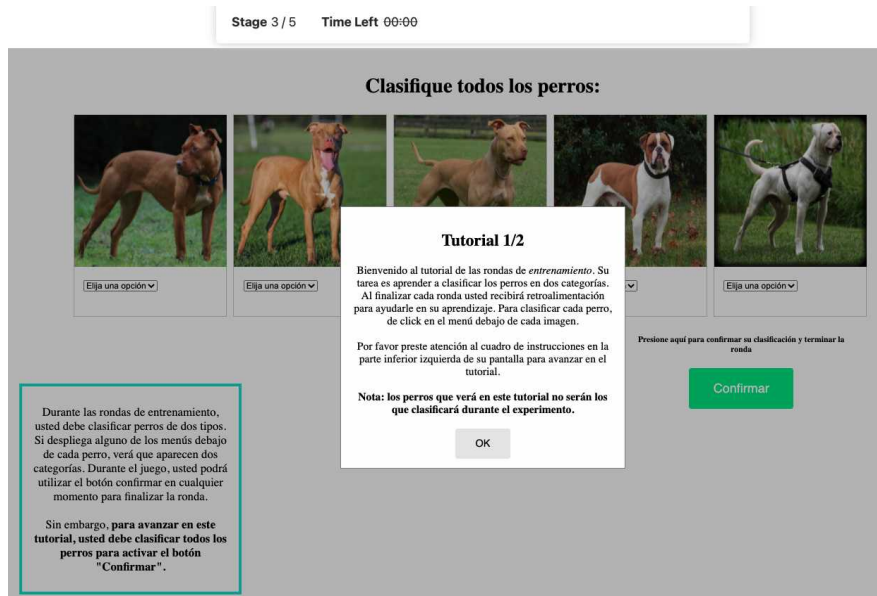 Stage 3 / 5 Time Left 00:00
Clasifique todos los perros:
Elija una opción
Elija una opción
Elija una opción
Tutorial 1/2
Bienvenido al tutorial de las rondas de entrenamiento. Su
tarea es aprender a clasificar los perros en dos categorías.
Al finalizar cada ronda usted recibirá retroalimentación
para ayudarle en su aprendizaje. Para clasificar cada perro,
de click en el menú debajo de cada imagen.
Por favor preste atención al cuadro de instrucciones en la
parte inferior izquierda de su pantalla para avanzar en el
tutorial.
Nota: los perros que verá en este tutorial no serán los
que clasificará durante el experimento.
OK
Presione aquí para confirmar su clasificación y terminar la
ronda
Confirmar
Durante las rondas de entrenamiento,
usted debe clasificar perros de dos tipos.
Si despliega alguno de los menús debajo
de cada perro, verá que aparecen dos
categorías. Durante el juego, usted podrá
utilizar el botón confirmar en cualquier
momento para finalizar la ronda.
Sin embargo, para avanzar en este
tutorial, usted debe clasificar todos los
perros para activar el botón
"Confirmar".